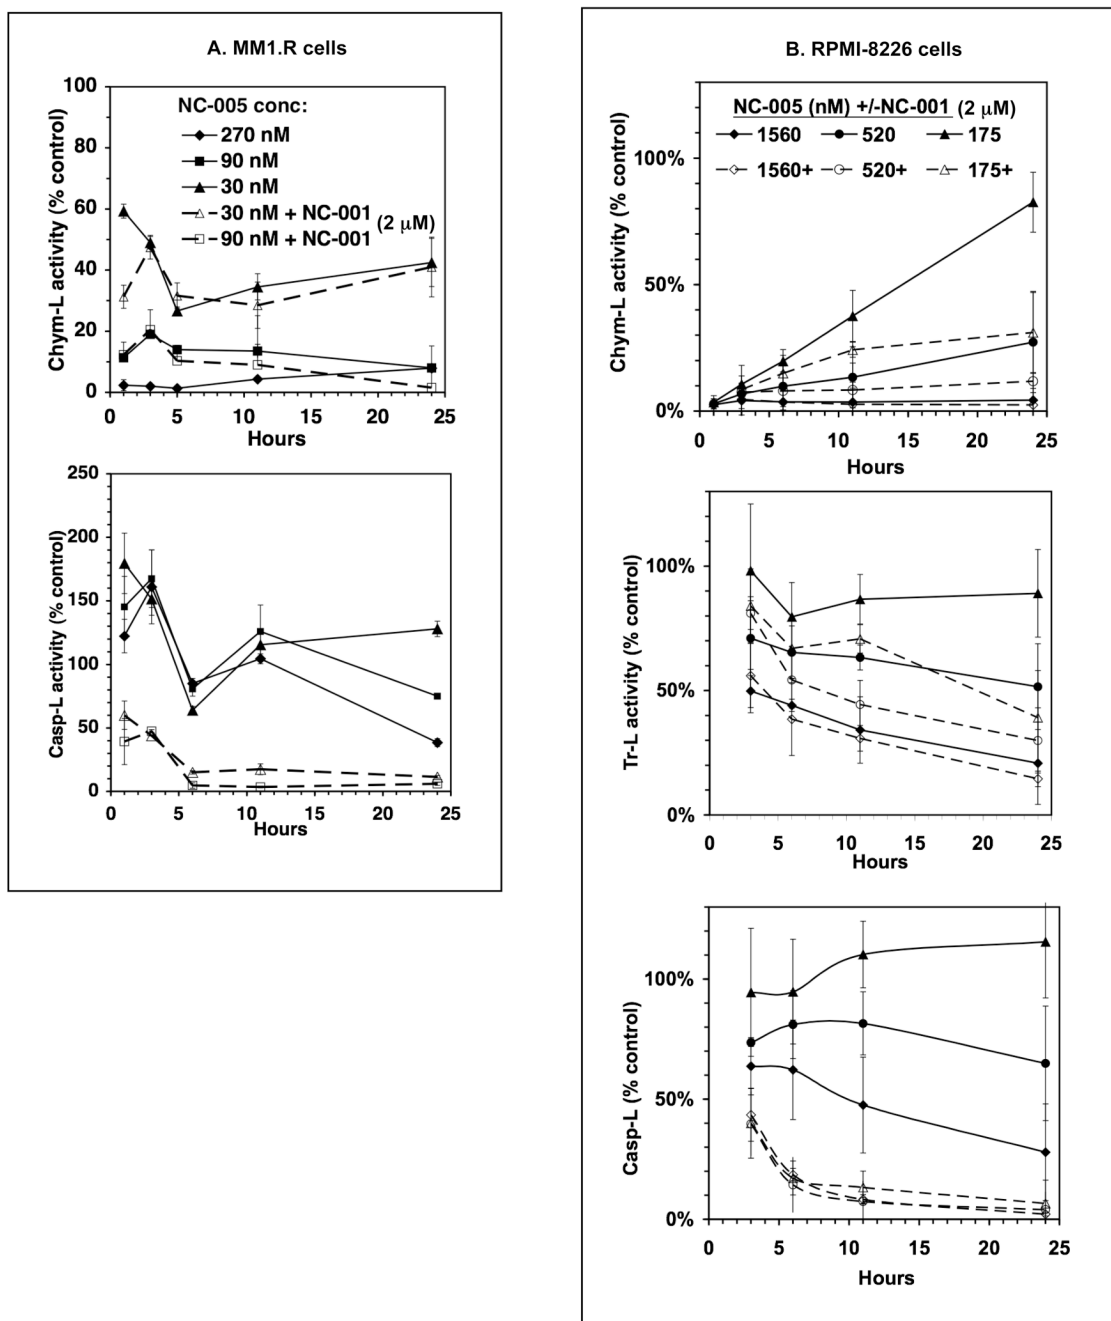 A. MM1.R cells
Chym-L activity (% control)
100
80
60
40
20
0
NC-005 conc:
270 nM
90 nM
30 nM
30 nM + NC-001
90 nM + NC-001
(2 μM)
0 5 10 15 20 25
Hours
Casp-L activity (% control)
250
200
150
100
50
0
0 5 10 15 20 25
Hours
B. RPMI-8226 cells
Chym-L activity (% control)
100%
50%
0%
NC-005 (nM) +/-NC-001 (2 μM)
1560 520 175
1560+ 520+ 175+
0 5 10 15 20 25
Hours
Tr-L activity (% control)
100%
50%
0%
0 5 10 15 20 25
Hours
Casp-L (% control)
100%
50%
0%
0 5 10 15 20 25
Hours